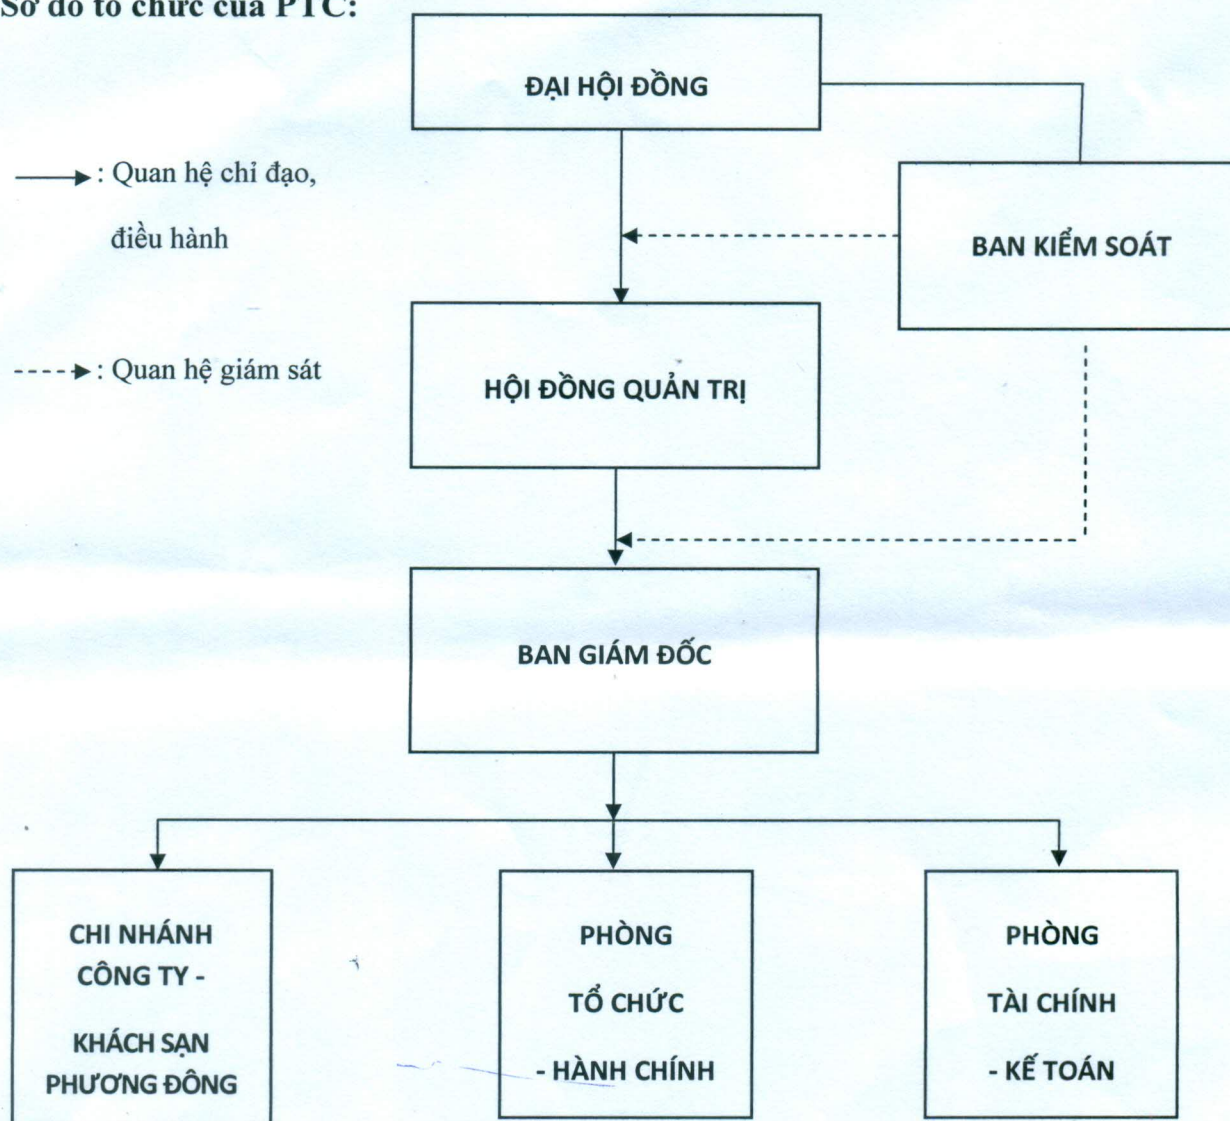 Sơ đồ tổ chức của PTC:
ĐẠI HỘI ĐỒNG
: Quan hệ chỉ đạo,
điều hành
BAN KIỂM SOÁT
: Quan hệ giám sát
HỘI ĐỒNG QUẢN TRỊ
BAN GIÁM ĐỐC
CHI NHÁNH
CÔNG TY -
KHÁCH SẠN
PHƯƠNG ĐÔNG
PHÒNG
TỔ CHỨC
- HÀNH CHÍNH
PHÒNG
TÀI CHÍNH
- KẾ TOÁN